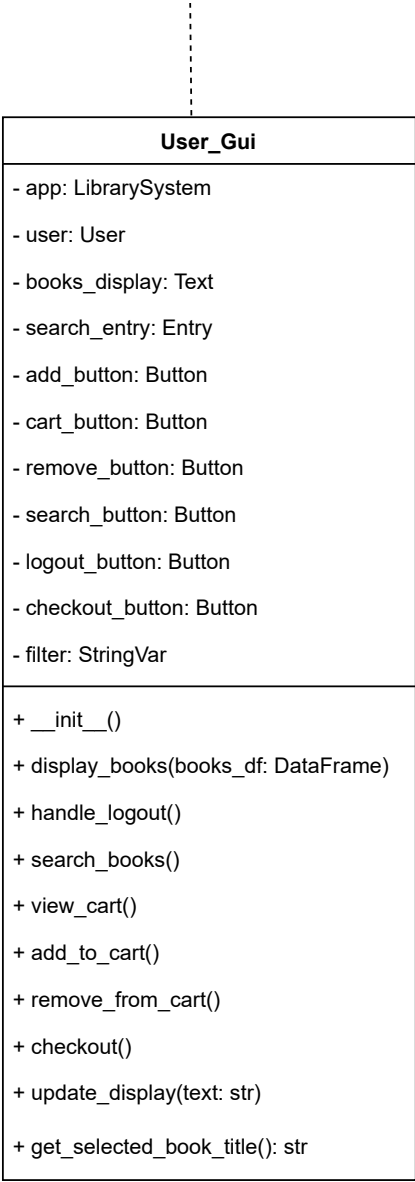 User_Gui
- app: LibrarySystem
- user: User
- books_display: Text
- search_entry: Entry
- add_button: Button
- cart_button: Button
- remove_button: Button
- search_button: Button
- logout_button: Button
- checkout_button: Button
- filter: StringVar
+ __init__()
+ display_books(books_df: DataFrame)
+ handle_logout()
+ search_books()
+ view_cart()
+ add_to_cart()
+ remove_from_cart()
+ checkout()
+ update_display(text: str)
+ get_selected_book_title(): str